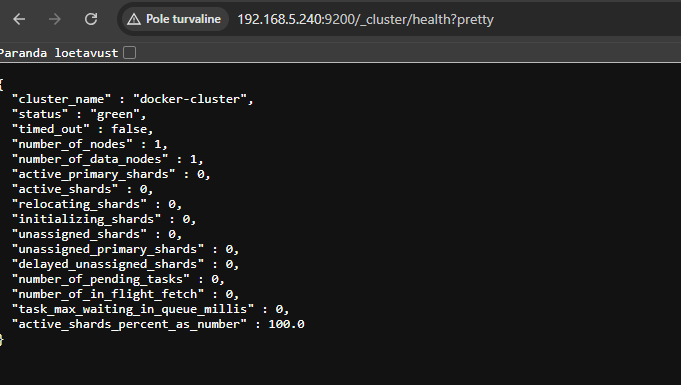 Pole turvaline 192.168.5.240:9200/_cluster/health?pretty
Paranda loetavust
{
  "cluster_name" : "docker-cluster",
  "status" : "green",
  "timed_out" : false,
  "number_of_nodes" : 1,
  "number_of_data_nodes" : 1,
  "active_primary_shards" : 0,
  "active_shards" : 0,
  "relocating_shards" : 0,
  "initializing_shards" : 0,
  "unassigned_shards" : 0,
  "unassigned_primary_shards" : 0,
  "delayed_unassigned_shards" : 0,
  "number_of_pending_tasks" : 0,
  "number_of_in_flight_fetch" : 0,
  "task_max_waiting_in_queue_millis" : 0,
  "active_shards_percent_as_number" : 100.0
}